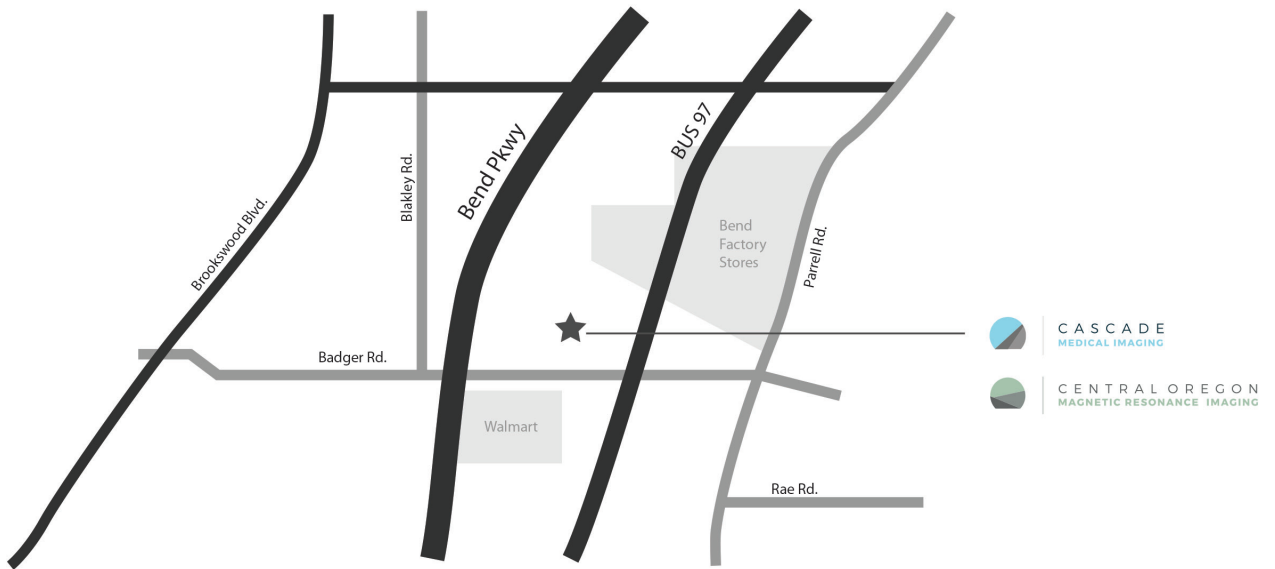 Bend Pkwy
BUS 97
Blakley Rd.
Brookswood Blvd.
Bend
Factory
Stores
Parrell Rd.
Badger Rd.
Walmart
Rae Rd.
CASCADE
MEDICAL IMAGING
CENTRAL OREGON
MAGNETIC RESONANCE IMAGING